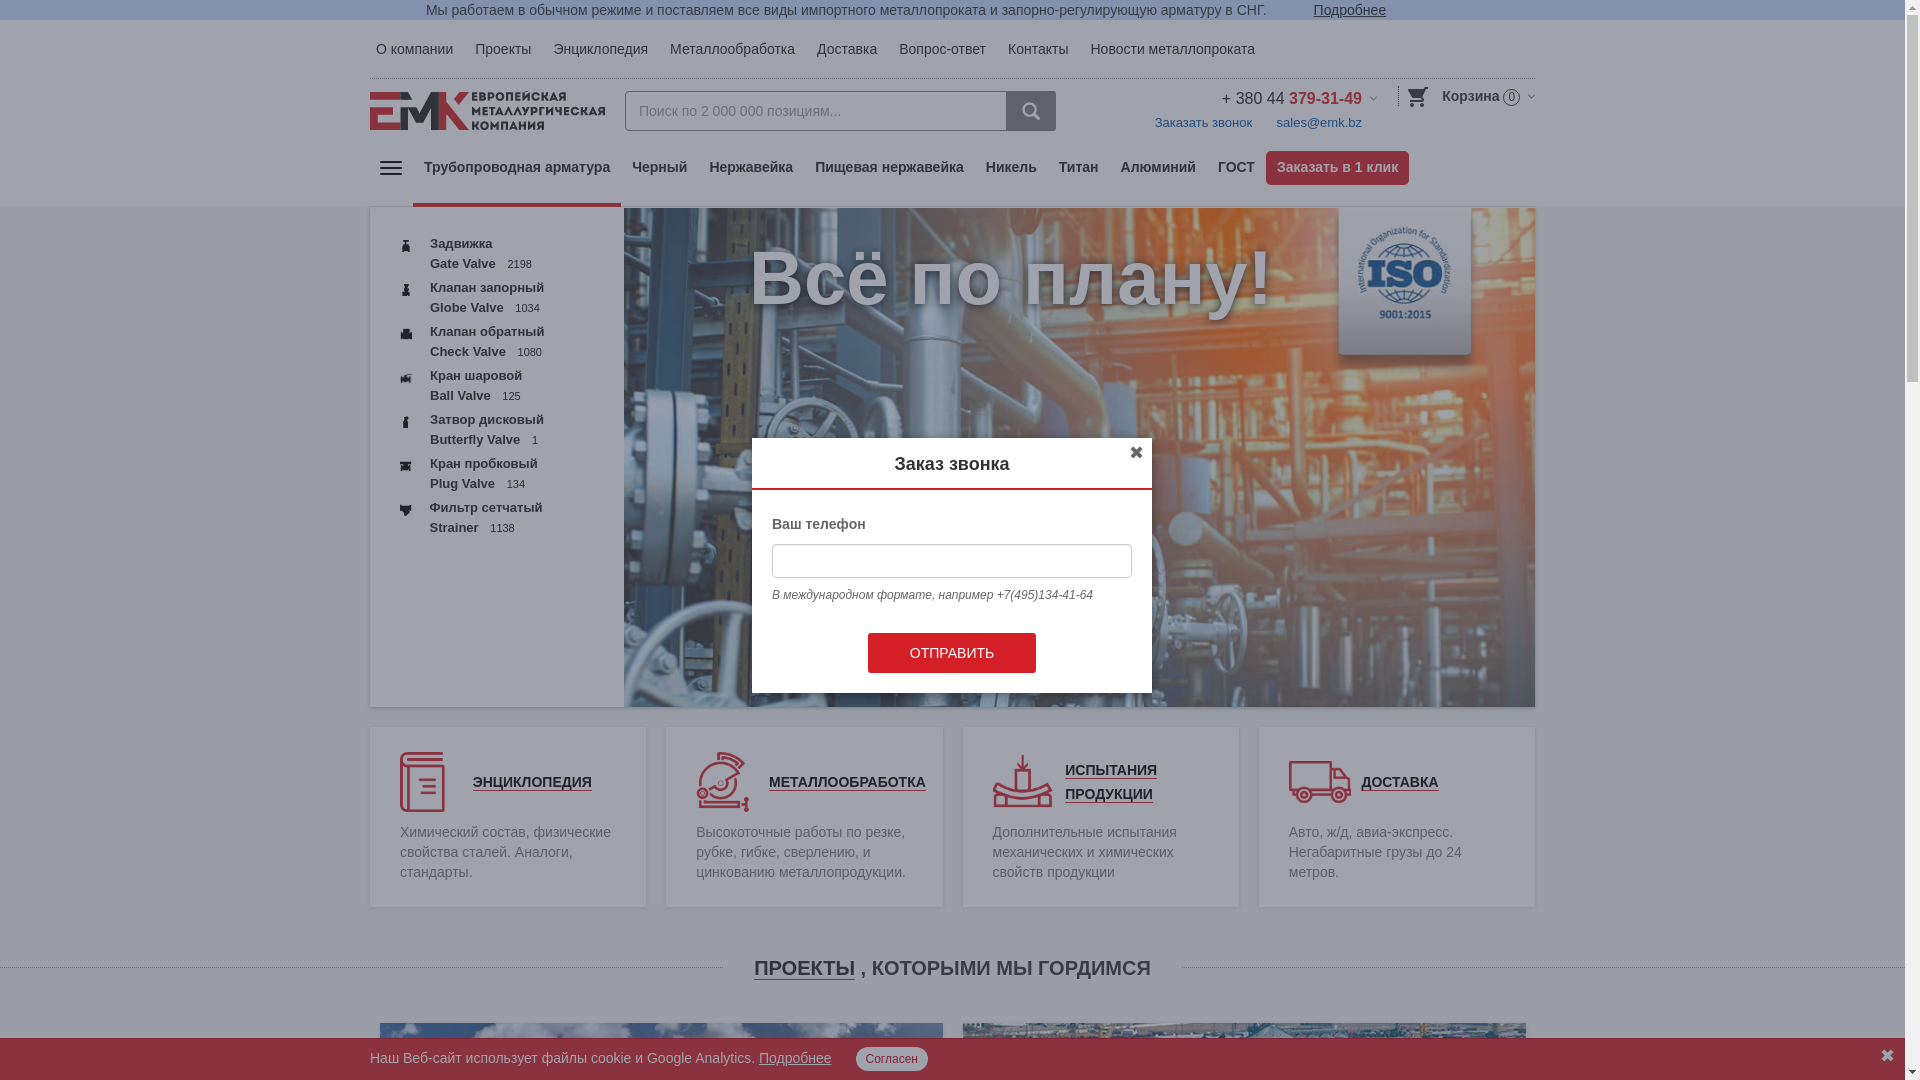 Мы работаем в обычном режиме и поставляем все виды импортного металлопроката и запорно-регулирующую арматуру в СНГ. Подробнее
О компании Проекты Энциклопедия Металлообработка Доставка Вопрос-ответ Контакты Новости металлопроката
ЕМК ЕВРОПЕЙСКАЯ
МЕТАЛЛУРГИЧЕСКАЯ
КОМПАНИЯ
Поиск по 2 000 000 позициям...
+ 380 44 379-31-49
Заказать звонок sales@emk.bz
Корзина 0
Трубопроводная арматура Черный Нержавейка Пищевая нержавейка Никель Титан Алюминий ГОСТ Заказать в 1 клик
Задвижка
Gate Valve 2198
Клапан запорный
Globe Valve 1034
Клапан обратный
Check Valve 1080
Кран шаровой
Ball Valve 125
Затвор дисковый
Butterfly Valve 1
Кран пробковый
Plug Valve 134
Фильтр сетчатый
Strainer 1138
Всё по плану!
International Organization for Standardization
ISO
9001:2015
Заказ звонка
✖
Ваш телефон
В международном формате, например +7(495)134-41-64
ОТПРАВИТЬ
ЭНЦИКЛОПЕДИЯ
Химический состав, физические
свойства сталей. Аналоги,
стандарты.
МЕТАЛЛООБРАБОТКА
Высокоточные работы по резке,
рубке, гибке, сверлению, и
цинкованию металлопродукции.
ИСПЫТАНИЯ
ПРОДУКЦИИ
Дополнительные испытания
механических и химических
свойств продукции
ДОСТАВКА
Авто, ж/д, авиа-экспресс.
Негабаритные грузы до 24
метров.
ПРОЕКТЫ , КОТОРЫМИ МЫ ГОРДИМСЯ
Наш Веб-сайт использует файлы cookie и Google Analytics. Подробнее Согласен ✖